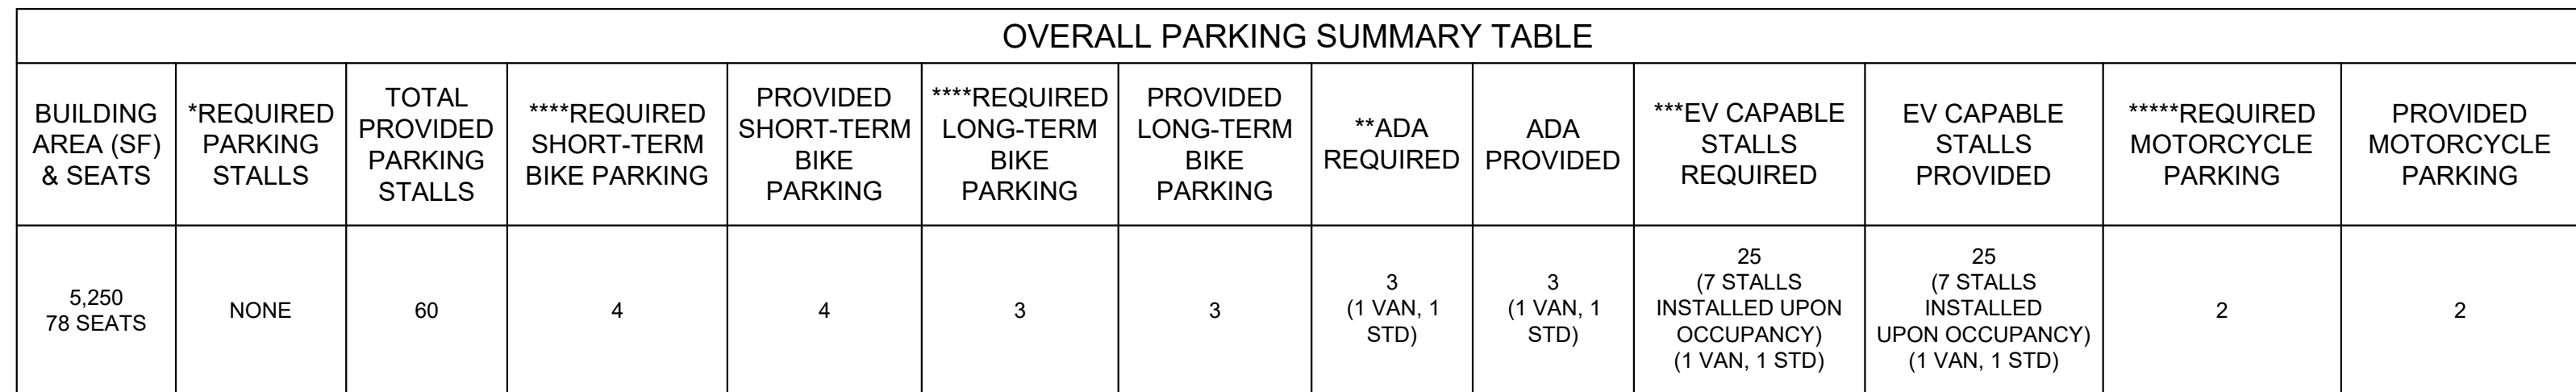 OVERALL PARKING SUMMARY TABLE
BUILDING
AREA (SF)
& SEATS
*REQUIRED
PARKING
STALLS
TOTAL
PROVIDED
PARKING
STALLS
****REQUIRED
SHORT-TERM
BIKE PARKING
PROVIDED
SHORT-TERM
BIKE
PARKING
****REQUIRED
LONG-TERM
BIKE
PARKING
PROVIDED
LONG-TERM
BIKE
PARKING
**ADA
REQUIRED
ADA
PROVIDED
***EV CAPABLE
STALLS
REQUIRED
EV CAPABLE
STALLS
PROVIDED
*****REQUIRED
MOTORCYCLE
PARKING
PROVIDED
MOTORCYCLE
PARKING
5,250
78 SEATS
NONE
60
4
4
3
3
3
(1 VAN, 1
STD)
3
(1 VAN, 1
STD)
25
(7 STALLS
INSTALLED UPON
OCCUPANCY)
(1 VAN, 1 STD)
25
(7 STALLS
INSTALLED
UPON OCCUPANCY)
(1 VAN, 1 STD)
2
2